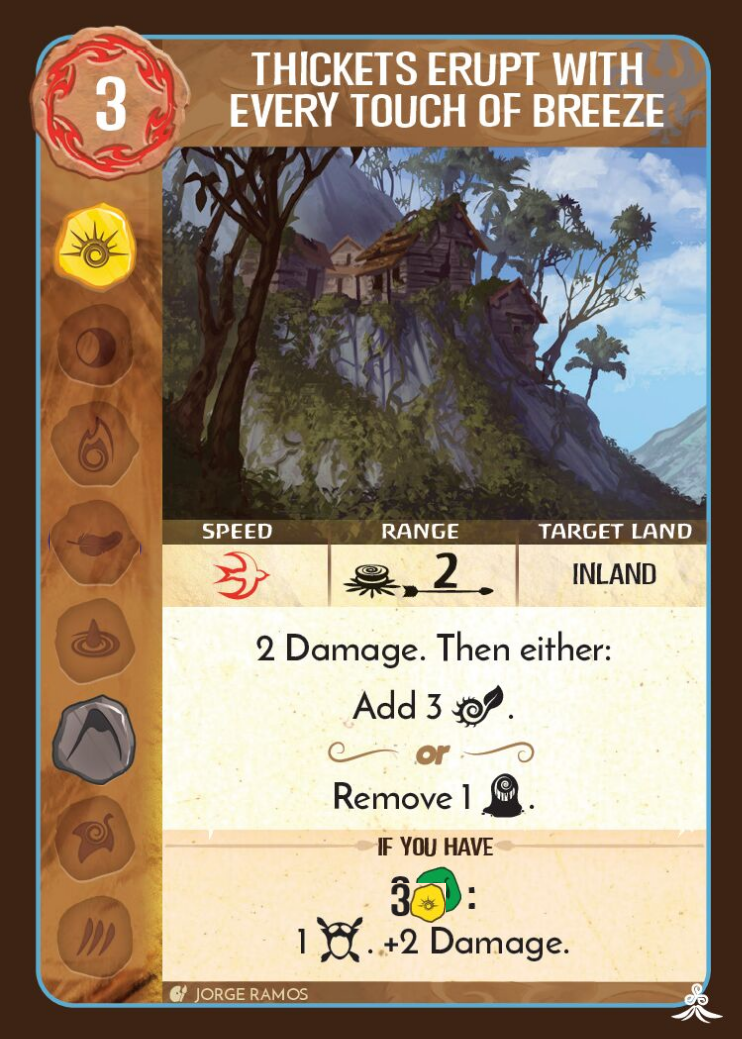 3
THICKETS ERUPT WITH
EVERY TOUCH OF BREEZE
SPEED RANGE TARGET LAND
2 INLAND
2 Damage. Then either:
Add 3 .
or
Remove 1 .
IF YOU HAVE
3 :
1 . +2 Damage.
JORGE RAMOS